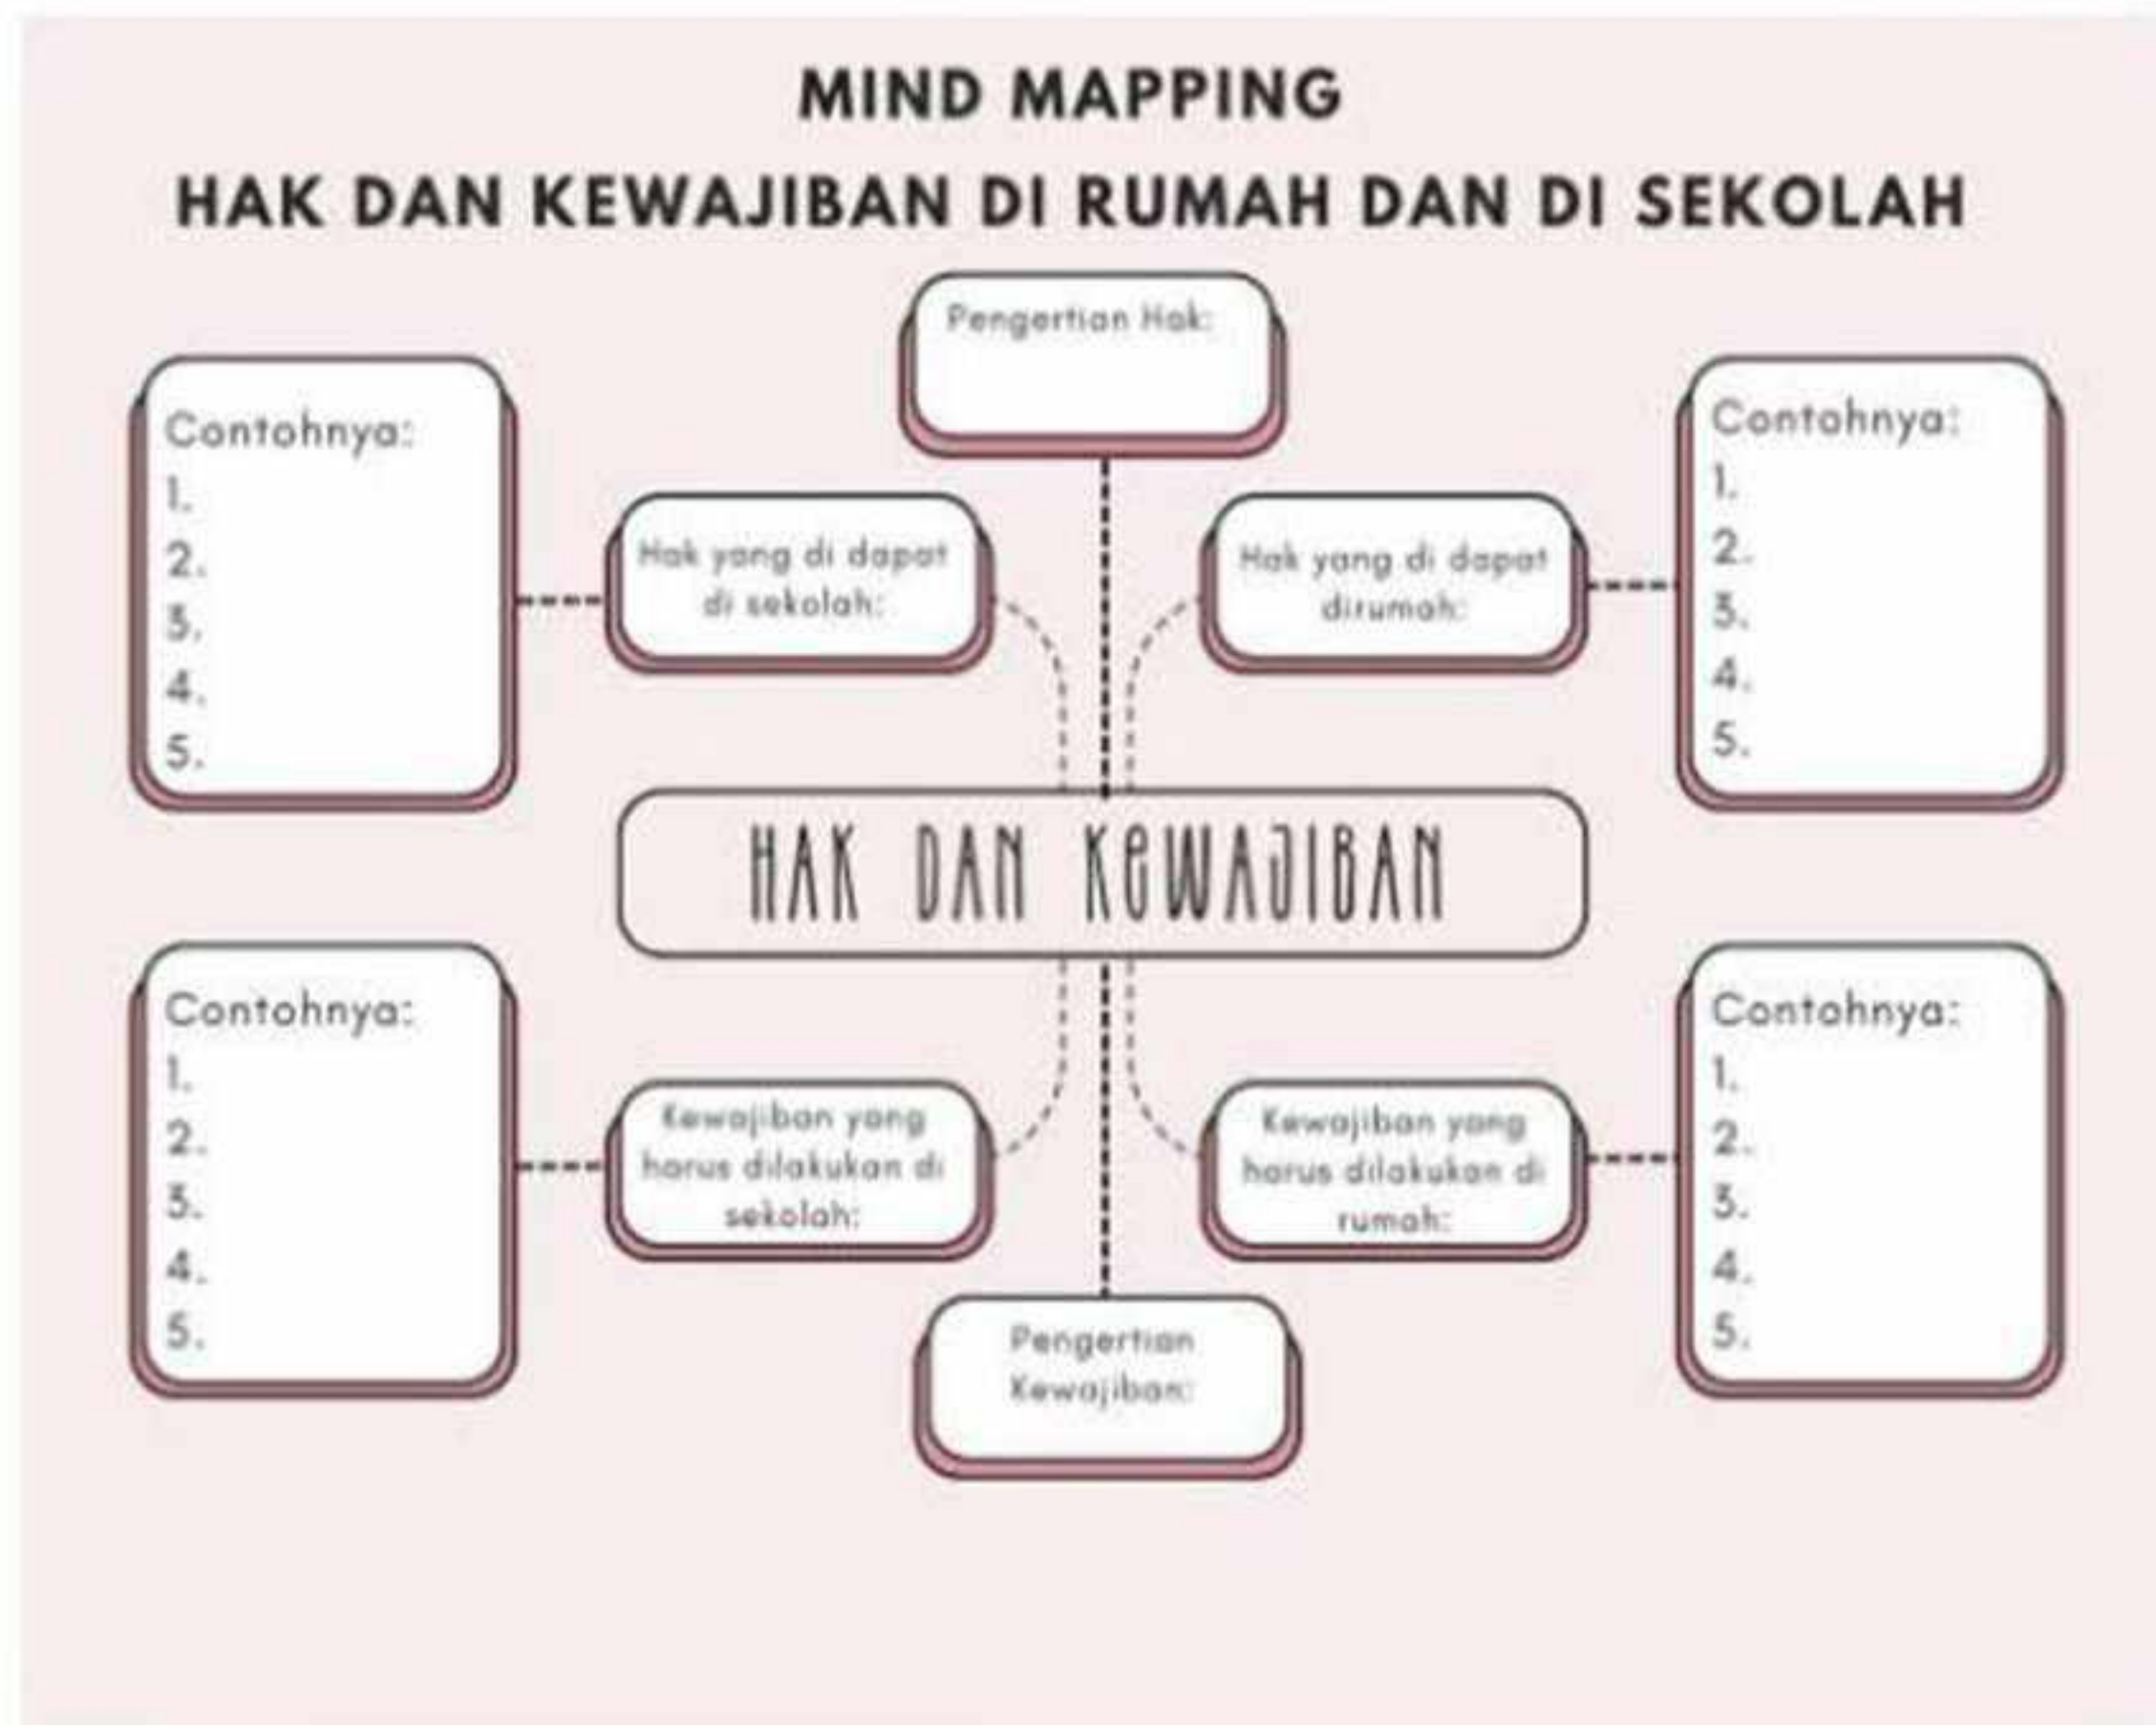 MIND MAPPING
HAK DAN KEWAJIBAN DI RUMAH DAN DI SEKOLAH
Pengertian Hak:
Contohnya:
1.
2.
3.
4.
5.
Hak yang di dapat
di sekolah:
Hak yang di dapat
dirumah:
Contohnya:
1.
2.
3.
4.
5.
HAK DAN KEWAJIBAN
Contohnya:
1.
2.
3.
4.
5.
Kewajiban yang
harus dilakukan di
sekolah:
Kewajiban yang
harus dilakukan di
rumah:
Contohnya:
1.
2.
3.
4.
5.
Pengertian
Kewajiban: